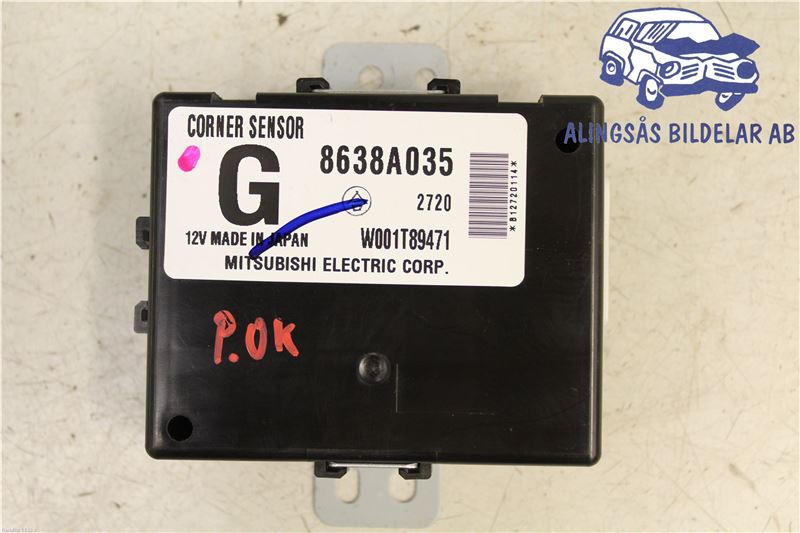 CORNER SENSOR
G
8638A035
2720
12V MADE IN JAPAN
W001T89471
MITSUBISHI ELECTRIC CORP.
*B12720114*
P.OK
ALINGSÅS BILDELAR AB